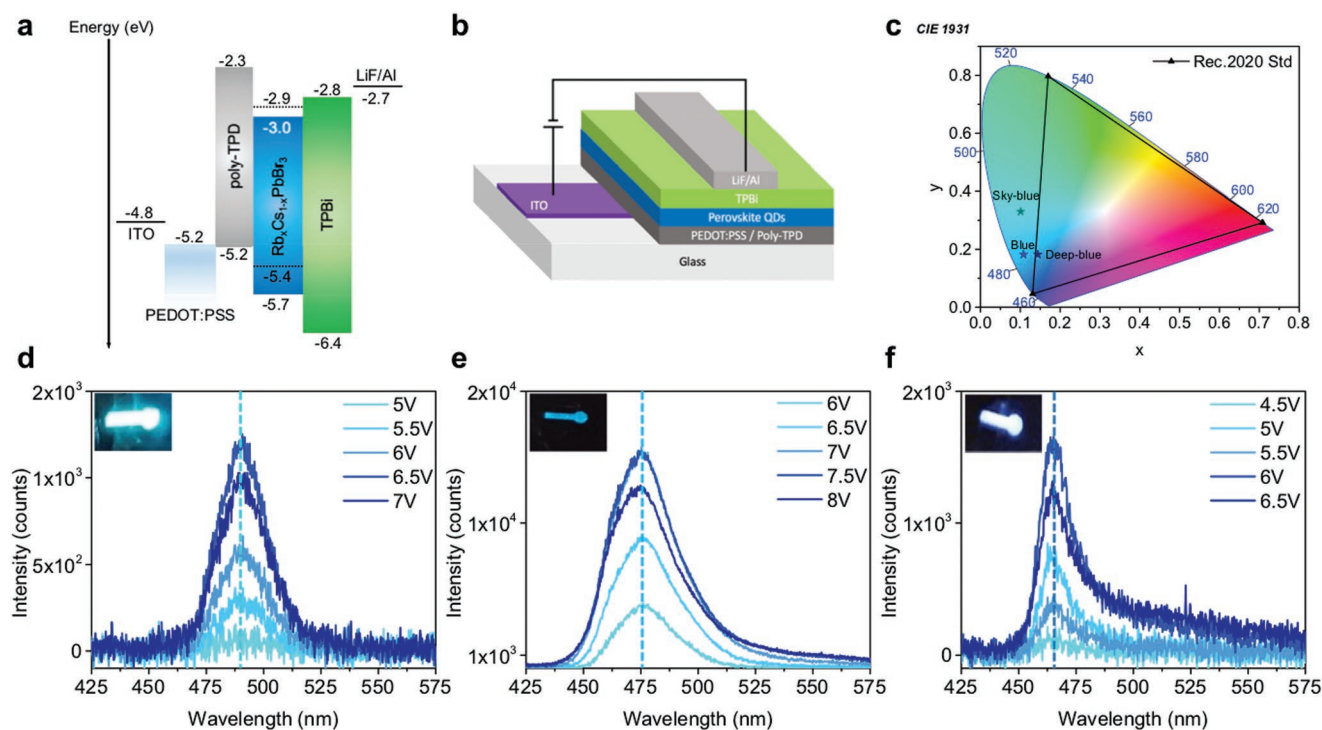 a
Energy (eV)
-2.3
LiF/Al
-2.9
-2.8
-2.7
-3.0
poly-TPD
RbxCs1-xPbBr3
TPBi
-4.8
ITO
-5.2
-5.2
-5.4
-5.7
PEDOT:PSS
-6.4
b
LiF/Al
ITO
TPBi
Perovskite QDs
PEDOT:PSS / Poly-TPD
Glass
c
CIE 1931
Rec.2020 Std
520
540
560
580
600
620
500
480
460
Sky-blue
Blue
Deep-blue
0.8
0.6
0.4
0.2
0.0
y
0.0 0.1 0.2 0.3 0.4 0.5 0.6 0.7 0.8
x
d
2x10³
1x10³
5x10²
0
Intensity (counts)
5V
5.5V
6V
6.5V
7V
425 450 475 500 525 550 575
Wavelength (nm)
e
2x10⁴
1x10⁴
1x10³
Intensity (counts)
6V
6.5V
7V
7.5V
8V
425 450 475 500 525 550 575
Wavelength (nm)
f
2x10³
1x10³
0
Intensity (counts)
4.5V
5V
5.5V
6V
6.5V
425 450 475 500 525 550 575
Wavelength (nm)